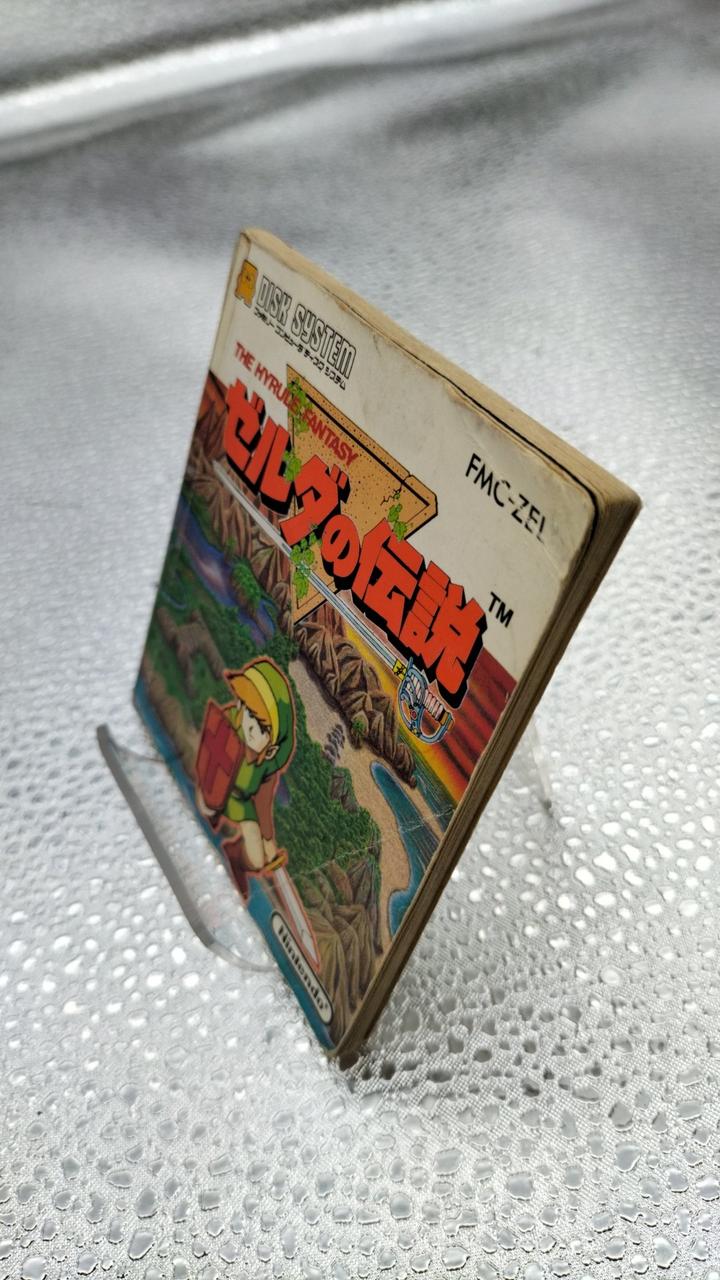 DISK SYSTEM
ファミリー コンピュータ ディスク システム
FMC-ZEL
THE HYRULE FANTASY
ゼルダの伝説
TM
Nintendo®